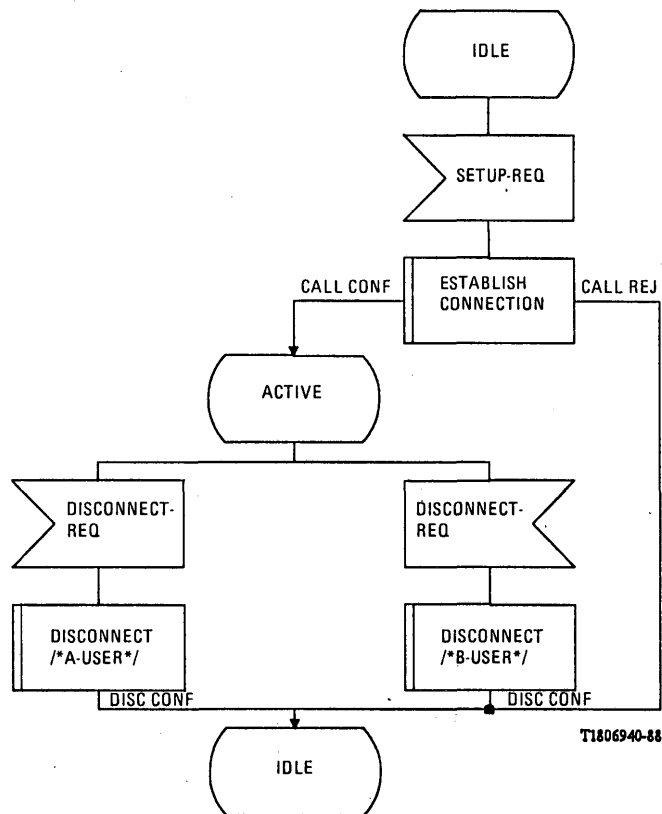 IDLE
SETUP-REQ
CALL CONF
ESTABLISH
CONNECTION
CALL REJ
ACTIVE
DISCONNECT-
REQ
DISCONNECT-
REQ
DISCONNECT
/*A-USER*/
DISCONNECT
/*B-USER*/
DISC CONF
DISC CONF
T1806940-88
IDLE